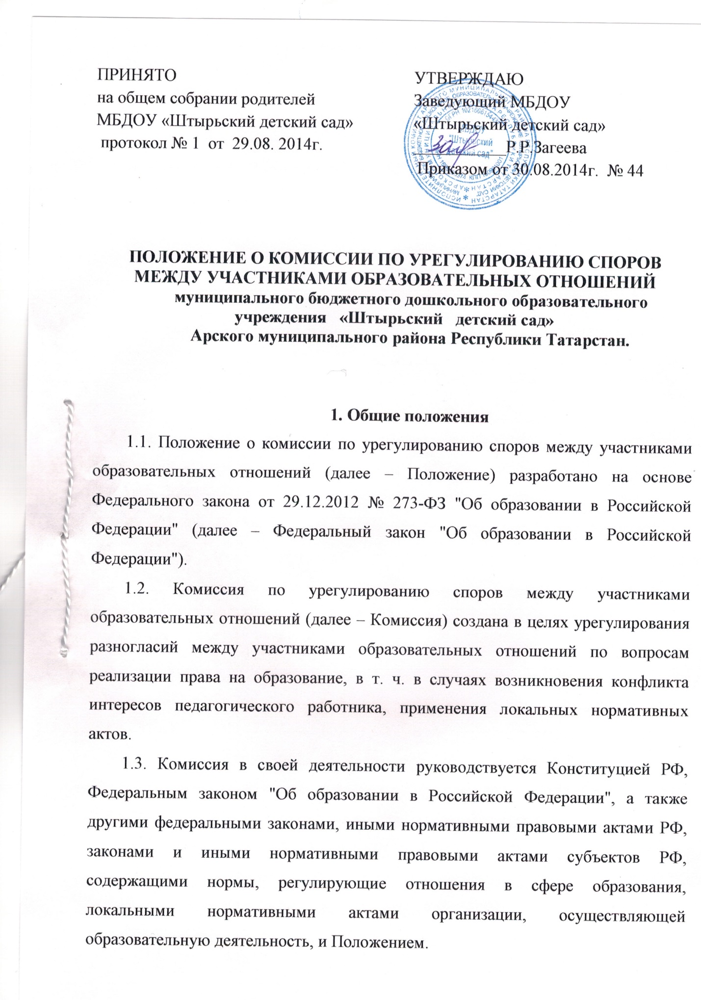 ПРИНЯТО
на общем собрании родителей
МБДОУ «Штырьский детский сад»
протокол № 1 от 29.08. 2014г.
УТВЕРЖДАЮ
Заведующий МБДОУ
«Штырьский детский сад»
___________Р.Р.Загеева
Приказом от 30.08.2014г. № 44
МБДОУ
"Штырьский
детский сад"
ПОЛОЖЕНИЕ О КОМИССИИ ПО УРЕГУЛИРОВАНИЮ СПОРОВ
МЕЖДУ УЧАСТНИКАМИ ОБРАЗОВАТЕЛЬНЫХ ОТНОШЕНИЙ
муниципального бюджетного дошкольного образовательного
учреждения «Штырьский детский сад»
Арского муниципального района Республики Татарстан.
1. Общие положения
1.1. Положение о комиссии по урегулированию споров между участниками
образовательных отношений (далее – Положение) разработано на основе
Федерального закона от 29.12.2012 № 273-ФЗ "Об образовании в Российской
Федерации" (далее – Федеральный закон "Об образовании в Российской
Федерации").
1.2. Комиссия по урегулированию споров между участниками
образовательных отношений (далее – Комиссия) создана в целях урегулирования
разногласий между участниками образовательных отношений по вопросам
реализации права на образование, в т. ч. в случаях возникновения конфликта
интересов педагогического работника, применения локальных нормативных
актов.
1.3. Комиссия в своей деятельности руководствуется Конституцией РФ,
Федеральным законом "Об образовании в Российской Федерации", а также
другими федеральными законами, иными нормативными правовыми актами РФ,
законами и иными нормативными правовыми актами субъектов РФ,
содержащими нормы, регулирующие отношения в сфере образования,
локальными нормативными актами организации, осуществляющей
образовательную деятельность, и Положением.